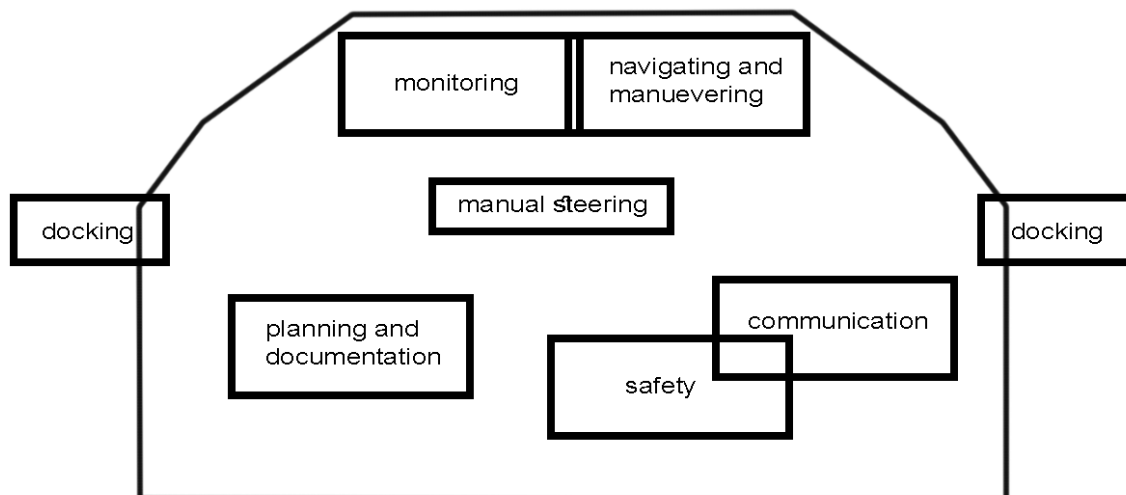 monitoring
navigating and
manuevering
manual steering
docking
docking
planning and
documentation
communication
safety